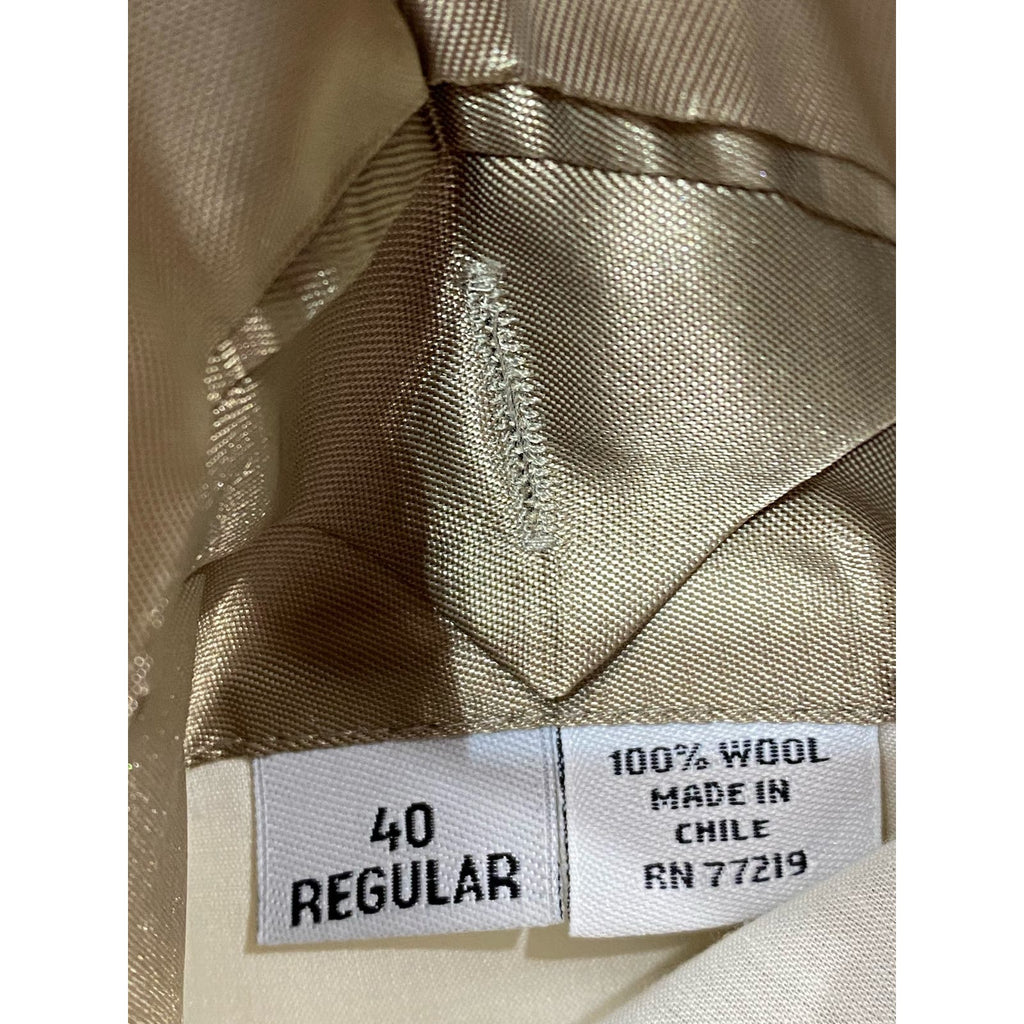 40
REGULAR
100% WOOL
MADE IN
CHILE
RN 77219